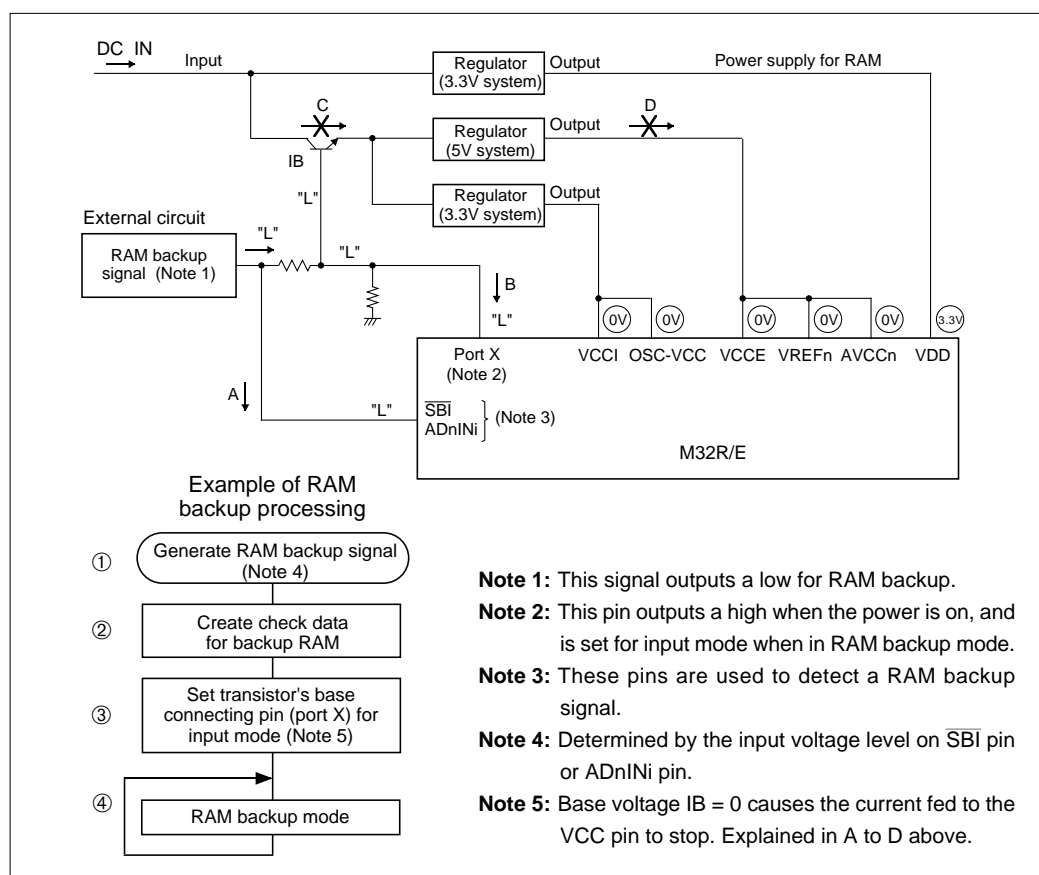 DC IN
Input
Regulator
(3.3V system)
Output
Power supply for RAM
C
IB
Regulator
(5V system)
Output
D
"L"
Regulator
(3.3V system)
Output
External circuit
RAM backup
signal (Note 1)
"L"
"L"
B
"L"
0V
0V
0V
0V
0V
3.3V
Port X
(Note 2)
VCCI
OSC-VCC
VCCE
VREFn
AVCCn
VDD
A
"L"
S̅B̅I̅
ADnINi
(Note 3)
M32R/E
Example of RAM
backup processing
①
Generate RAM backup signal
(Note 4)
②
Create check data
for backup RAM
③
Set transistor's base
connecting pin (port X) for
input mode (Note 5)
④
RAM backup mode
Note 1: This signal outputs a low for RAM backup.
Note 2: This pin outputs a high when the power is on, and
is set for input mode when in RAM backup mode.
Note 3: These pins are used to detect a RAM backup
signal.
Note 4: Determined by the input voltage level on S̅B̅I̅ pin
or ADnINi pin.
Note 5: Base voltage IB = 0 causes the current fed to the
VCC pin to stop. Explained in A to D above.